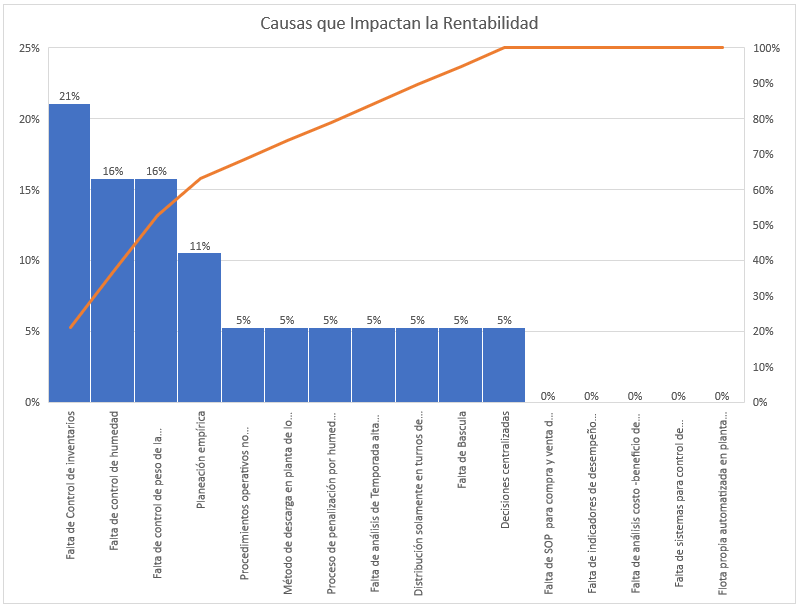 Causas que Impactan la Rentabilidad
25%
20%
15%
10%
5%
0%
100%
90%
80%
70%
60%
50%
40%
30%
20%
10%
0%
21%
16%
16%
11%
5%
5%
5%
5%
5%
5%
5%
0%
0%
0%
0%
0%
Falta de Control de inventarios
Falta de control de humedad
Falta de control de peso de la...
Planeación empírica
Procedimientos operativos no...
Método de descarga en planta de lo...
Proceso de penalización por humed...
Falta de análisis de Temporada alta...
Distribución solamente en turnos de...
Falta de Bascula
Decisiones centralizadas
Falta de SOP para compra y venta d...
Falta de indicadores de desempeño...
Falta de análisis costo -beneficio de...
Falta de sistemas para control de...
Flota propia automatizada en planta...